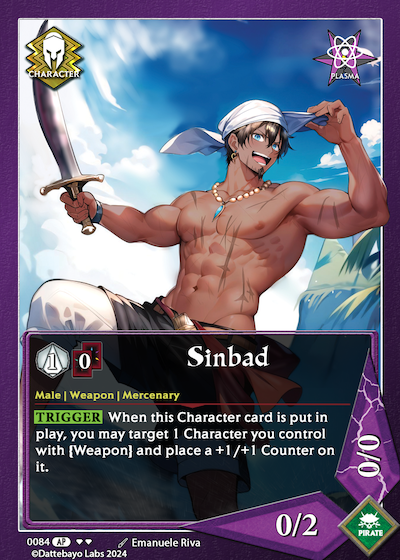 CHARACTER
PLASMA
1 0 Sinbad
Male | Weapon | Mercenary
TRIGGER When this Character card is put in
play, you may target 1 Character you control
with {Weapon} and place a +1/+1 Counter on
it.
0/0
0/2
PIRATE
0084 AP ♥♥ Emanuele Riva
©Dattebayo Labs 2024